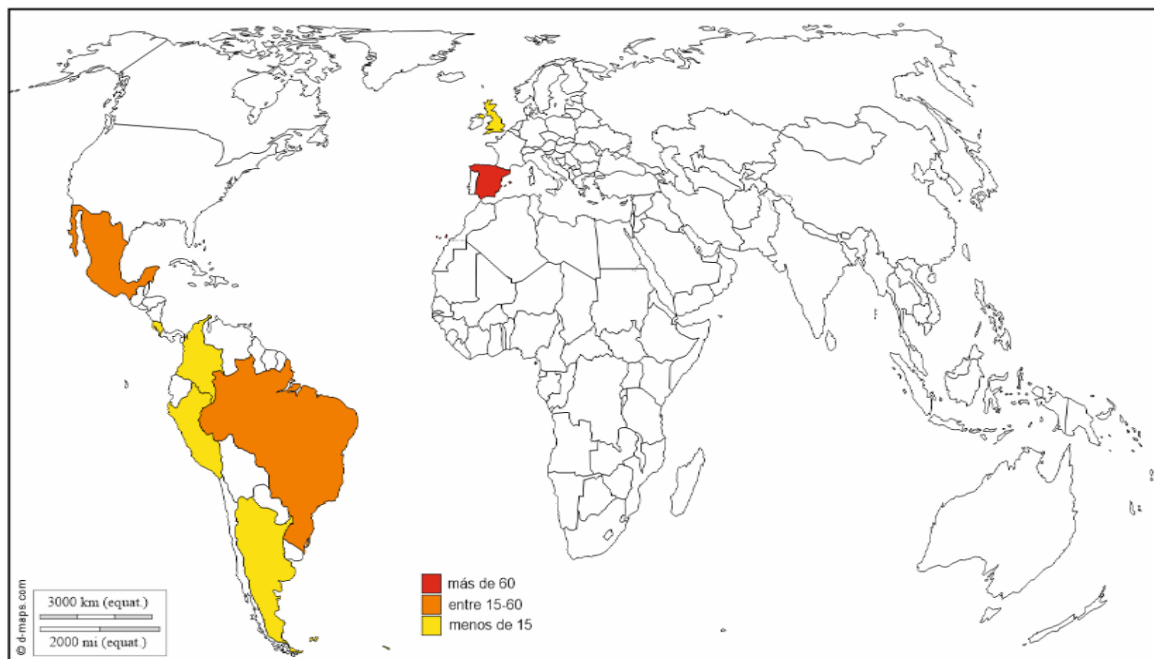 más de 60
entre 15-60
menos de 15
3000 km (equat.)
2000 mi (equat.)
© d-maps.com